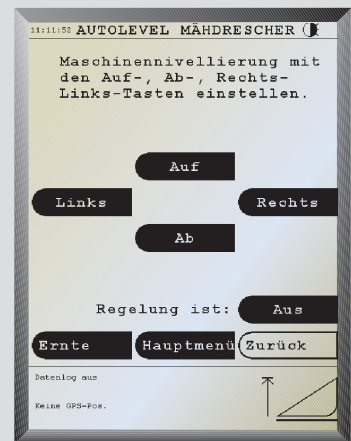 11:11:52 AUTOLEVEL MÄHDRESCHER
Maschinennivellierung mit
den Auf-, Ab-, Rechts-
Links-Tasten einstellen.
Auf
Links
Rechts
Ab
Regelung ist: Aus
Ernte Hauptmenü Zurück
Datenlog aus
Keine GPS-Pos.